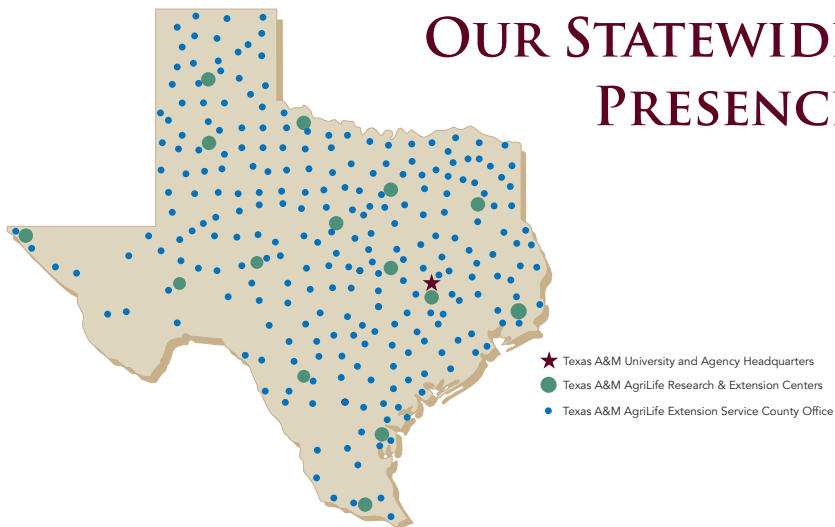 OUR STATEWID
PRESENC
Texas A&M University and Agency Headquarters
Texas A&M AgriLife Research & Extension Centers
Texas A&M AgriLife Extension Service County Office